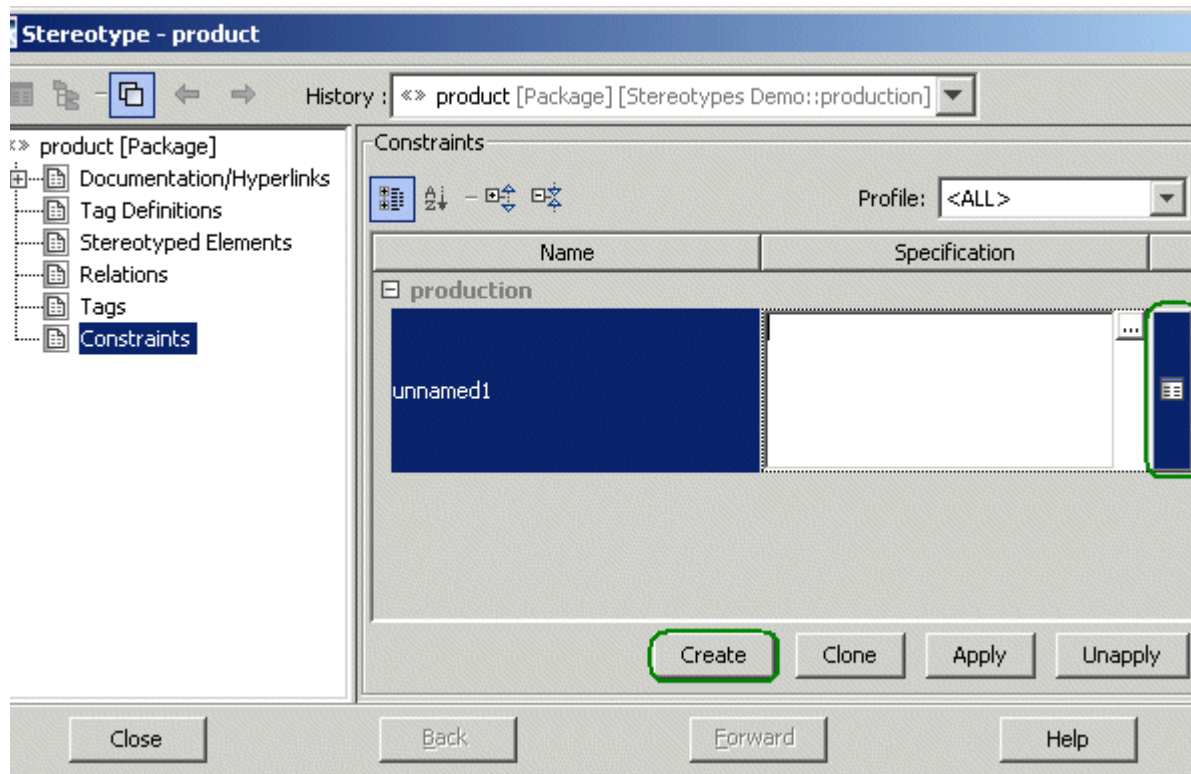 Stereotype - product
History : «» product [Package] [Stereotypes Demo::production]
«» product [Package]
Documentation/Hyperlinks
Tag Definitions
Stereotyped Elements
Relations
Tags
Constraints
Constraints
Profile: <ALL>
Name Specification
production
unnamed1
...
Create Clone Apply Unapply
Close Back Forward Help